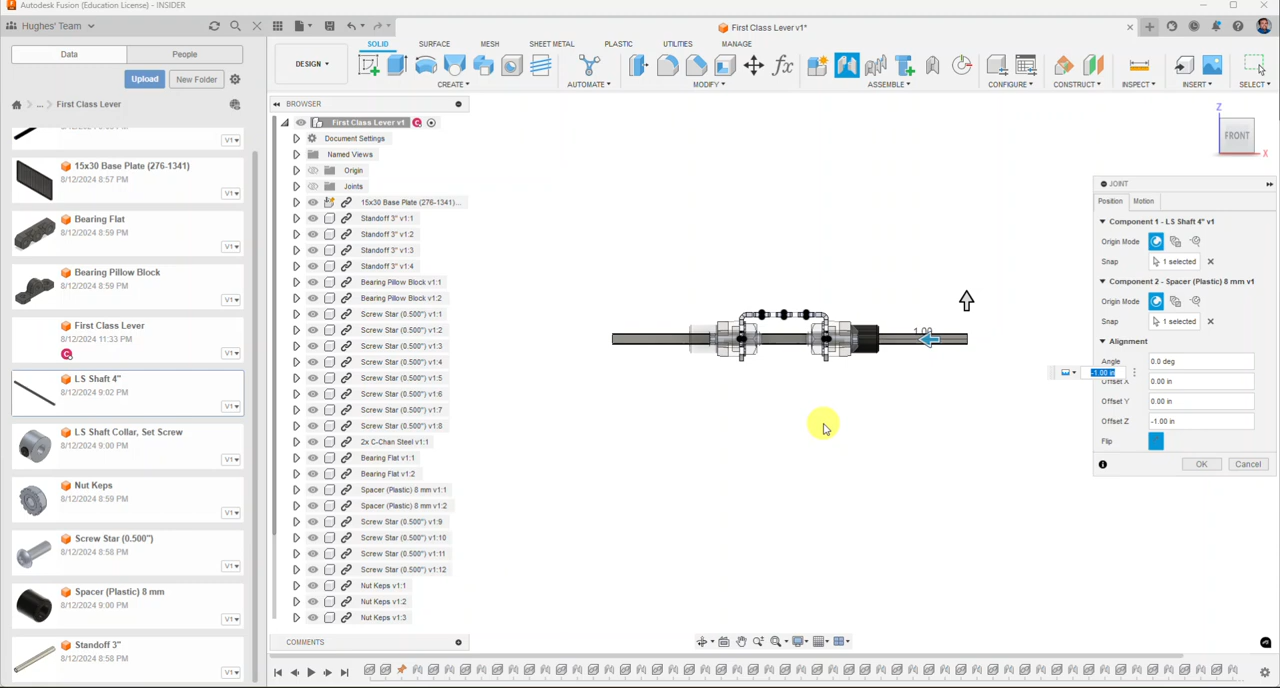 Autodesk Fusion (Education License) - INSIDER
Hughes' Team
First Class Lever v1*
Data
People
Upload
New Folder
... First Class Lever
DESIGN
SOLID
SURFACE
MESH
SHEET METAL
PLASTIC
UTILITIES
MANAGE
CREATE
AUTOMATE
MODIFY
ASSEMBLE
CONFIGURE
CONSTRUCT
INSPECT
INSERT
SELECT
V1
15x30 Base Plate (276-1341)
8/12/2024 8:57 PM
V1
Bearing Flat
8/12/2024 8:59 PM
V1
Bearing Pillow Block
8/12/2024 8:59 PM
V1
First Class Lever
8/12/2024 11:33 PM
V1
LS Shaft 4"
8/12/2024 9:02 PM
V1
LS Shaft Collar, Set Screw
8/12/2024 9:00 PM
V1
Nut Keps
8/12/2024 8:59 PM
V1
Screw Star (0.500")
8/12/2024 8:58 PM
V1
Spacer (Plastic) 8 mm
8/12/2024 9:00 PM
V1
Standoff 3"
8/12/2024 8:58 PM
V1
BROWSER
First Class Lever v1
Document Settings
Named Views
Origin
Joints
15x30 Base Plate (276-1341)...
Standoff 3" v1:1
Standoff 3" v1:2
Standoff 3" v1:3
Standoff 3" v1:4
Bearing Pillow Block v1:1
Bearing Pillow Block v1:2
Screw Star (0.500") v1:1
Screw Star (0.500") v1:2
Screw Star (0.500") v1:3
Screw Star (0.500") v1:4
Screw Star (0.500") v1:5
Screw Star (0.500") v1:6
Screw Star (0.500") v1:7
Screw Star (0.500") v1:8
2x C-Chan Steel v1:1
Bearing Flat v1:1
Bearing Flat v1:2
Spacer (Plastic) 8 mm v1:1
Spacer (Plastic) 8 mm v1:2
Screw Star (0.500") v1:9
Screw Star (0.500") v1:10
Screw Star (0.500") v1:11
Screw Star (0.500") v1:12
Nut Keps v1:1
Nut Keps v1:2
Nut Keps v1:3
COMMENTS
1.00
-1.00 in
Z
FRONT
X
JOINT
Position
Motion
Component 1 - LS Shaft 4" v1
Origin Mode
Snap
1 selected
Component 2 - Spacer (Plastic) 8 mm v1
Origin Mode
Snap
1 selected
Alignment
Angle
0.0 deg
Offset X
0.00 in
Offset Y
0.00 in
Offset Z
-1.00 in
Flip
OK
Cancel